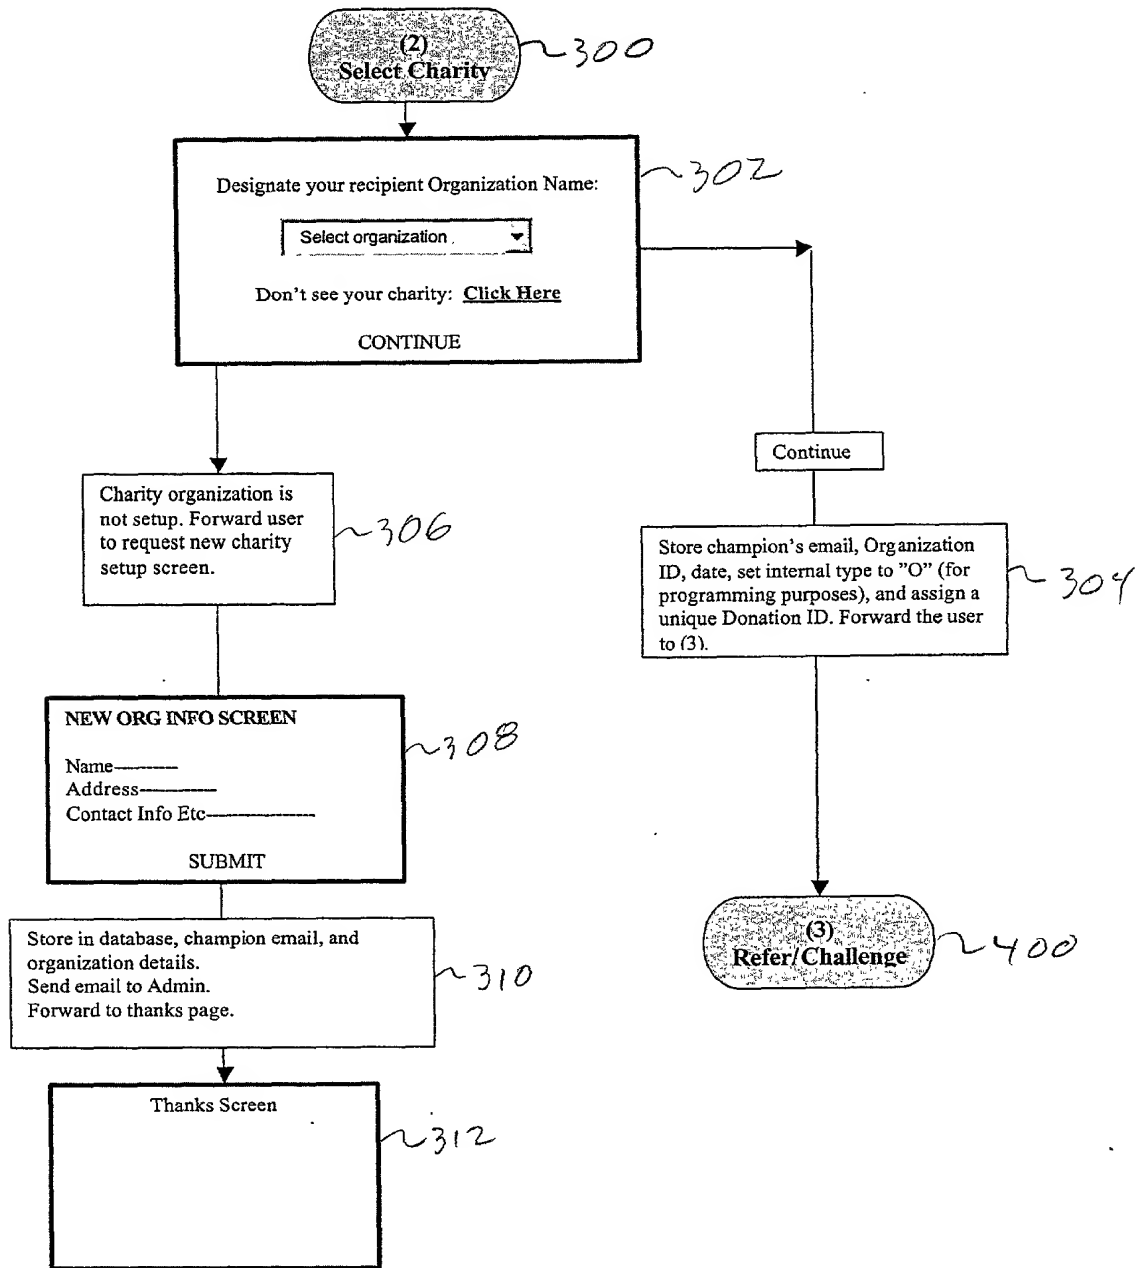 (2)
Select Charity
300
Designate your recipient Organization Name:
302
Select organization
Don't see your charity: Click Here
CONTINUE
Continue
Charity organization is
not setup. Forward user
to request new charity
setup screen.
306
Store champion's email, Organization
ID, date, set internal type to "O" (for
programming purposes), and assign a
unique Donation ID. Forward the user
to (3).
304
NEW ORG INFO SCREEN
308
Name----------
Address------------
Contact Info Etc-----------------
SUBMIT
(3)
Refer/Challenge
400
Store in database, champion email, and
organization details.
Send email to Admin.
Forward to thanks page.
310
Thanks Screen
312